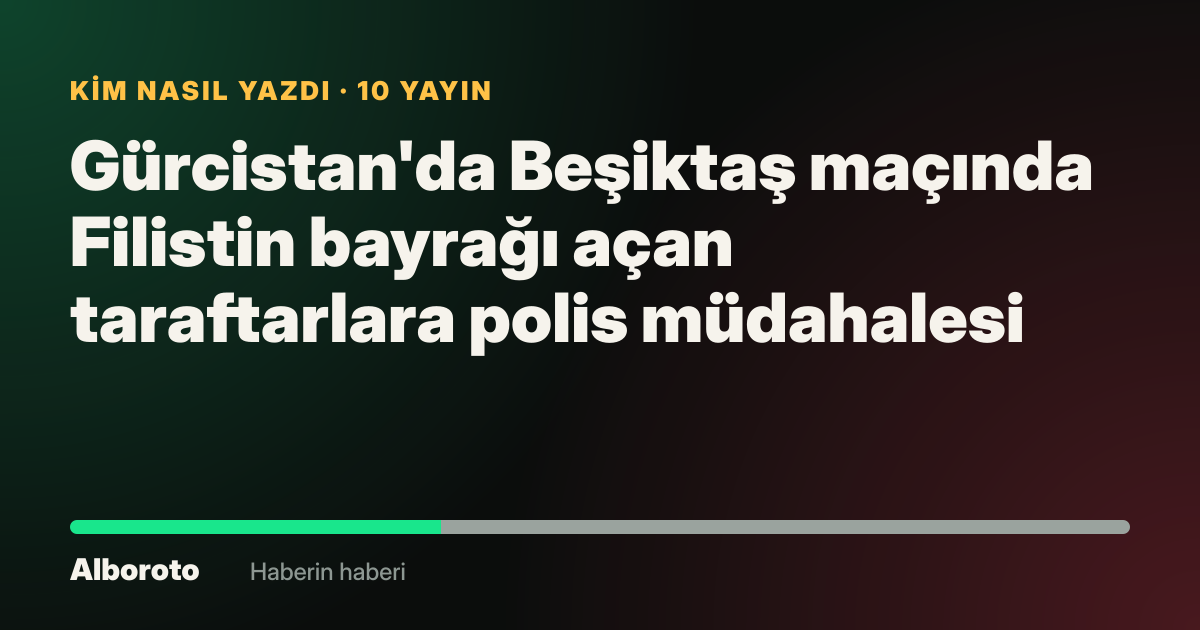 KİM NASIL YAZDI · 10 YAYIN
Gürcistan'da Beşiktaş maçında
Filistin bayrağı açan
taraftarlara polis müdahalesi
Alboroto
Haberin haberi